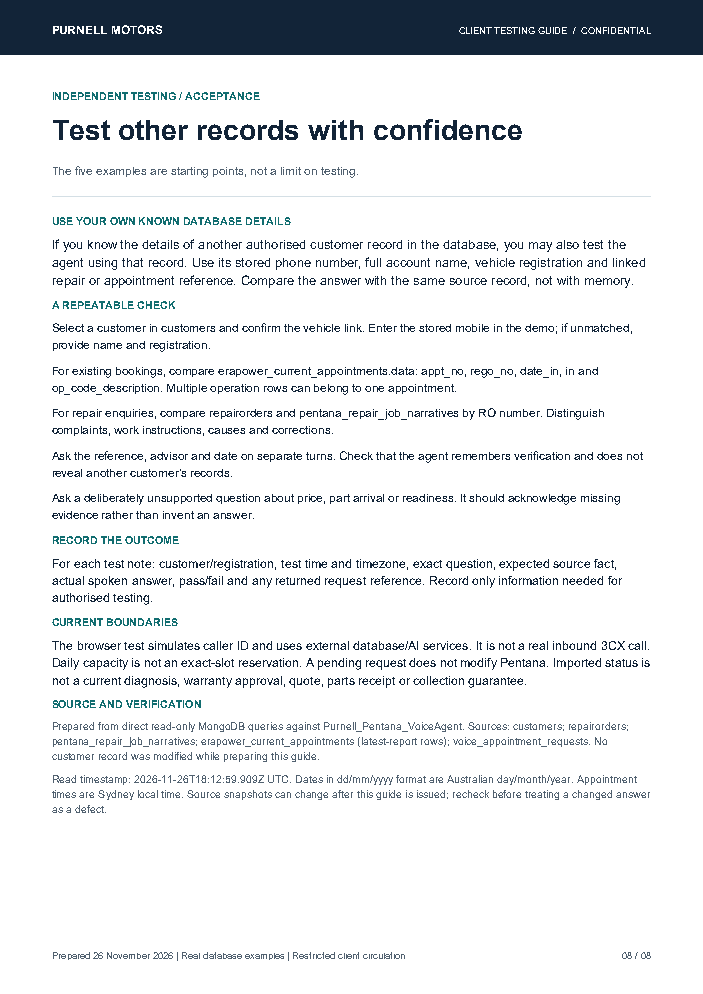 PURNELL MOTORS
CLIENT TESTING GUIDE / CONFIDENTIAL
INDEPENDENT TESTING / ACCEPTANCE
Test other records with confidence
The five examples are starting points, not a limit on testing.
USE YOUR OWN KNOWN DATABASE DETAILS
If you know the details of another authorised customer record in the database, you may also test the
agent using that record. Use its stored phone number, full account name, vehicle registration and linked
repair or appointment reference. Compare the answer with the same source record, not with memory.
A REPEATABLE CHECK
Select a customer in customers and confirm the vehicle link. Enter the stored mobile in the demo; if unmatched,
provide name and registration.
For existing bookings, compare erapower_current_appointments.data: appt_no, rego_no, date_in, in and
op_code_description. Multiple operation rows can belong to one appointment.
For repair enquiries, compare repairorders and pentana_repair_job_narratives by RO number. Distinguish
complaints, work instructions, causes and corrections.
Ask the reference, advisor and date on separate turns. Check that the agent remembers verification and does not
reveal another customer's records.
Ask a deliberately unsupported question about price, part arrival or readiness. It should acknowledge missing
evidence rather than invent an answer.
RECORD THE OUTCOME
For each test note: customer/registration, test time and timezone, exact question, expected source fact,
actual spoken answer, pass/fail and any returned request reference. Record only information needed for
authorised testing.
CURRENT BOUNDARIES
The browser test simulates caller ID and uses external database/AI services. It is not a real inbound 3CX call.
Daily capacity is not an exact-slot reservation. A pending request does not modify Pentana. Imported status is
not a current diagnosis, warranty approval, quote, parts receipt or collection guarantee.
SOURCE AND VERIFICATION
Prepared from direct read-only MongoDB queries against Purnell_Pentana_VoiceAgent. Sources: customers; repairorders;
pentana_repair_job_narratives; erapower_current_appointments (latest-report rows); voice_appointment_requests. No
customer record was modified while preparing this guide.
Read timestamp: 2026-11-26T18:12:59.909Z UTC. Dates in dd/mm/yyyy format are Australian day/month/year. Appointment
times are Sydney local time. Source snapshots can change after this guide is issued; recheck before treating a changed answer
as a defect.
Prepared 26 November 2026 | Real database examples | Restricted client circulation
08 / 08